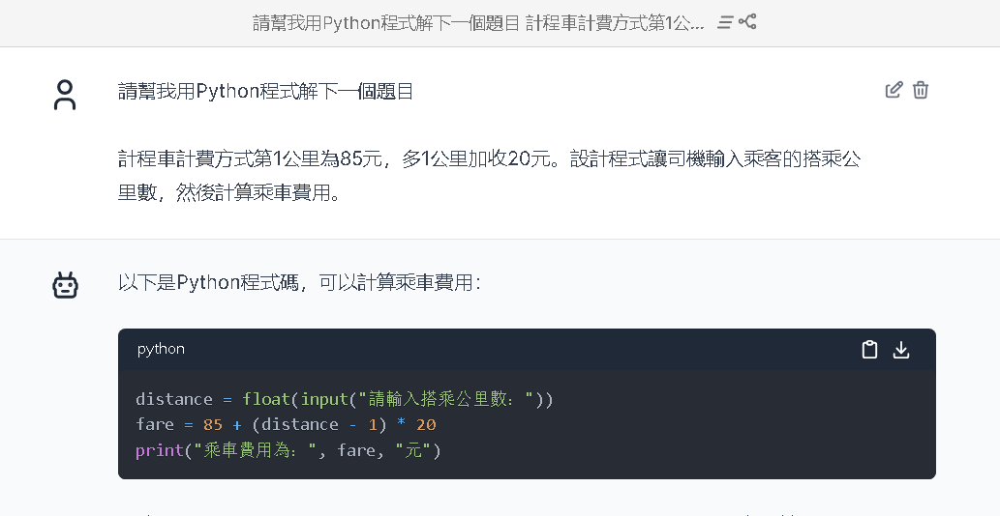 請幫我用Python程式解下一個題目 計程車計費方式第1公...
請幫我用Python程式解下一個題目
計程車計費方式第1公里為85元，多1公里加收20元。設計程式讓司機輸入乘客的搭乘公
里數，然後計算乘車費用。
以下是Python程式碼，可以計算乘車費用：
python
distance = float(input("請輸入搭乘公里數："))
fare = 85 + (distance - 1) * 20
print("乘車費用為：", fare, "元")